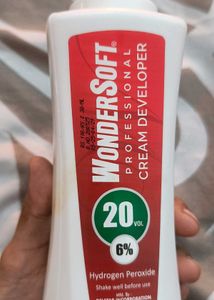 WONDERSOFT®
PROFESSIONAL
CREAM DEVELOPER
20 VOL
6%
Hydrogen Peroxide
Shake well before use